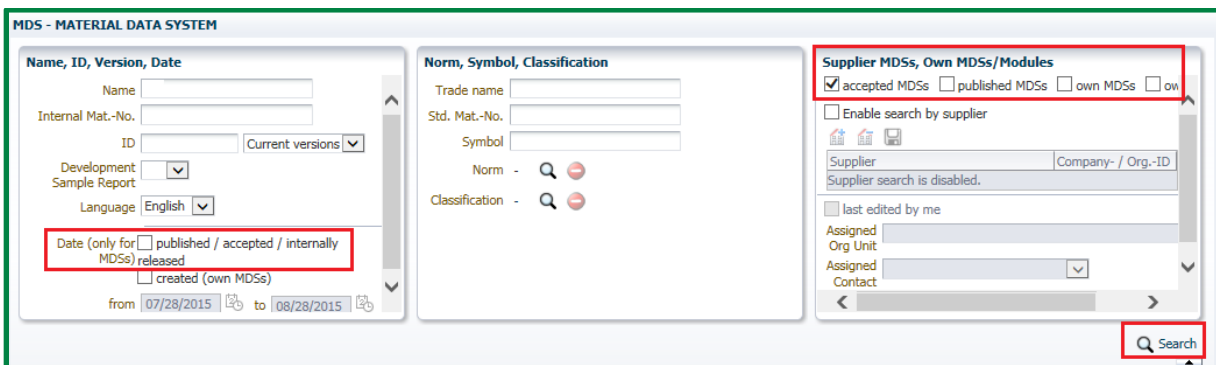 MDS - MATERIAL DATA SYSTEM
Name, ID, Version, Date
Name
Internal Mat.-No.
ID
Current versions
Development
Sample Report
Language English
Date (only for MDSs) published / accepted / internally
released
created (own MDSs)
from 07/28/2015 to 08/28/2015
Norm, Symbol, Classification
Trade name
Std. Mat.-No.
Symbol
Norm -
Classification -
Supplier MDSs, Own MDSs/Modules
accepted MDSs published MDSs own MDSs ow
Enable search by supplier
Supplier Company- / Org.-ID
Supplier search is disabled.
last edited by me
Assigned
Org Unit
Assigned
Contact
Search